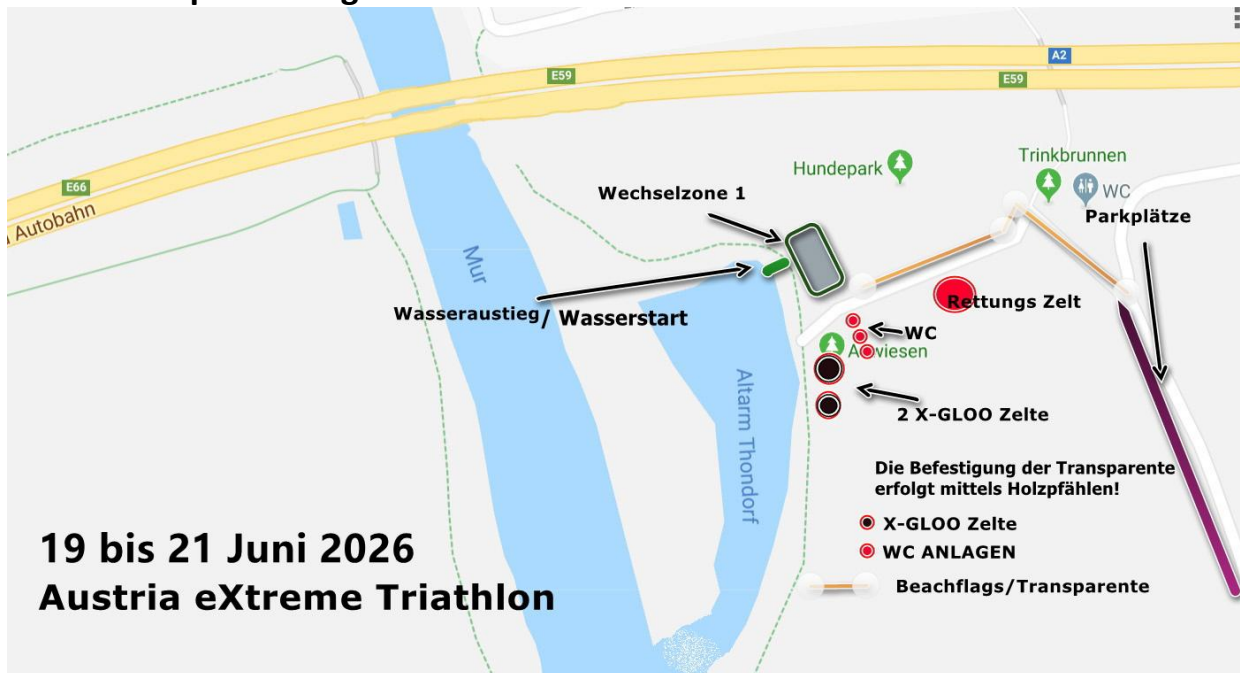 A2
E59
E59
E66
Autobahn
Hundepark
Trinkbrunnen
WC
Parkplätze
Wechselzone 1
Mur
Wasseraustieg/ Wasserstart
Rettungs Zelt
WC
Altarm Thondorf
2 X-GLOO Zelte
Die Befestigung der Transparente
erfolgt mittels Holzpfählen!
X-GLOO Zelte
WC ANLAGEN
Beachflags/Transparente
19 bis 21 Juni 2026
Austria eXtreme Triathlon